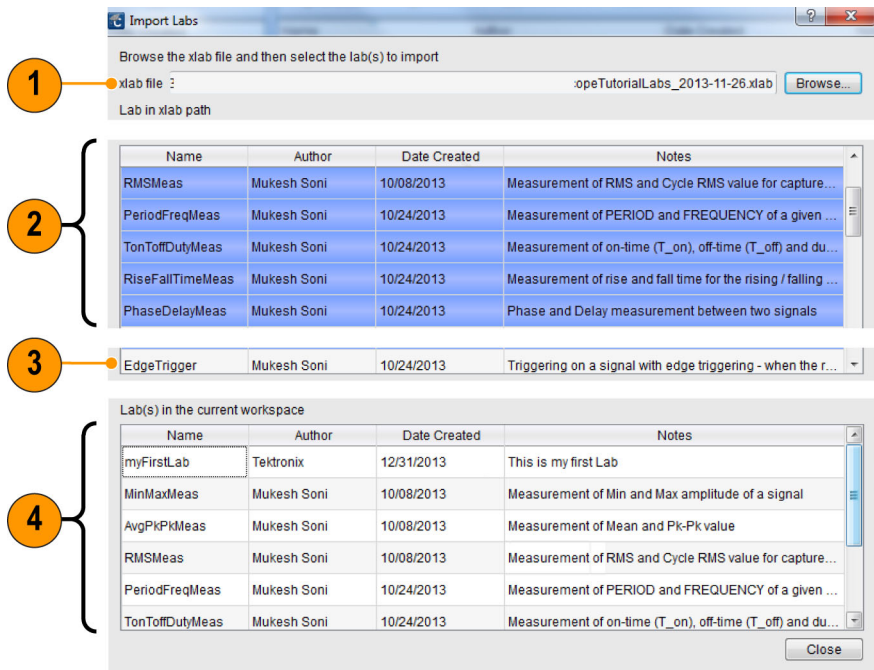 Import Labs
Browse the xlab file and then select the lab(s) to import
1
xlab file :opeTutorialLabs_2013-11-26.xlab Browse...
Lab in xlab path
2
Name Author Date Created Notes
RMSMeas Mukesh Soni 10/08/2013 Measurement of RMS and Cycle RMS value for capture...
PeriodFreqMeas Mukesh Soni 10/24/2013 Measurement of PERIOD and FREQUENCY of a given ...
TonToffDutyMeas Mukesh Soni 10/24/2013 Measurement of on-time (T_on), off-time (T_off) and du...
RiseFallTimeMeas Mukesh Soni 10/24/2013 Measurement of rise and fall time for the rising / falling ...
PhaseDelayMeas Mukesh Soni 10/24/2013 Phase and Delay measurement between two signals
3
EdgeTrigger Mukesh Soni 10/24/2013 Triggering on a signal with edge triggering - when the r...
Lab(s) in the current workspace
4
Name Author Date Created Notes
myFirstLab Tektronix 12/31/2013 This is my first Lab
MinMaxMeas Mukesh Soni 10/08/2013 Measurement of Min and Max amplitude of a signal
AvgPkPkMeas Mukesh Soni 10/08/2013 Measurement of Mean and Pk-Pk value
RMSMeas Mukesh Soni 10/08/2013 Measurement of RMS and Cycle RMS value for capture...
PeriodFreqMeas Mukesh Soni 10/24/2013 Measurement of PERIOD and FREQUENCY of a given ...
TonToffDutyMeas Mukesh Soni 10/24/2013 Measurement of on-time (T_on), off-time (T_off) and du...
Close